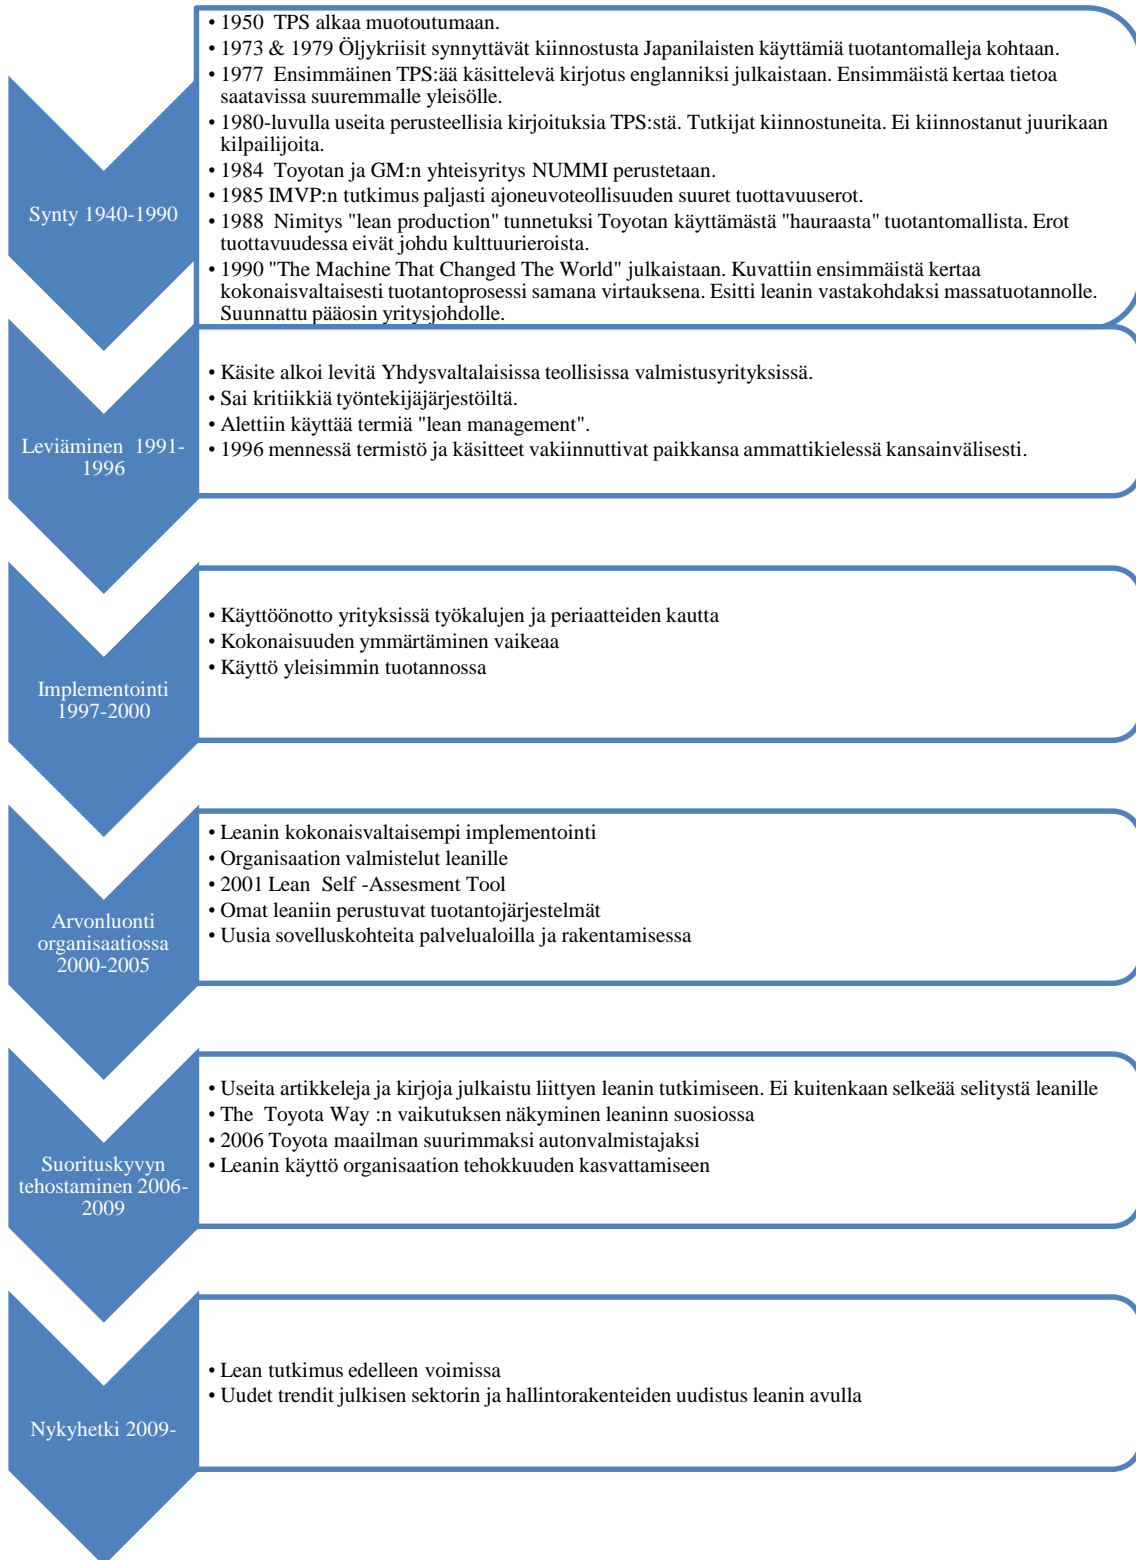 Synty 1940-1990
• 1950  TPS alkaa muotoutumaan.
• 1973 & 1979 Öljykriisit synnyttävät kiinnostusta Japanilaisten käyttämiä tuotantomalleja kohtaan.
• 1977  Ensimmäinen TPS:ää käsittelevä kirjotus englanniksi julkaistaan. Ensimmäistä kertaa tietoa
saatavissa suuremmalle yleisölle.
• 1980-luvulla useita perusteellisia kirjoituksia TPS:stä. Tutkijat kiinnostuneita. Ei kiinnostanut juurikaan
kilpailijoita.
• 1984  Toyotan ja GM:n yhteisyritys NUMMI perustetaan.
• 1985 IMVP:n tutkimus paljasti ajoneuvoteollisuuden suuret tuottavuuserot.
• 1988  Nimitys "lean production" tunnetuksi Toyotan käyttämästä "hauraasta" tuotantomallista. Erot
tuottavuudessa eivät johdu kulttuurieroista.
• 1990 "The Machine That Changed The World" julkaistaan. Kuvattiin ensimmäistä kertaa
kokonaisvaltaisesti tuotantoprosessi samana virtauksena. Esitti leanin vastakohdaksi massatuotannolle.
Suunnattu pääosin yritysjohdolle.
Leviäminen  1991-
1996
• Käsite alkoi levitä Yhdysvaltalaisissa teollisissa valmistusyrityksissä.
• Sai kritiikkiä työntekijäjärjestöiltä.
• Alettiin käyttää termiä "lean management".
• 1996 mennessä termistö ja käsitteet vakiinnuttivat paikkansa ammattikielessä kansainvälisesti.
Implementointi
1997-2000
• Käyttöönotto yrityksissä työkalujen ja periaatteiden kautta
• Kokonaisuuden ymmärtäminen vaikeaa
• Käyttö yleisimmin tuotannossa
Arvonluonti
organisaatiossa
2000-2005
• Leanin kokonaisvaltaisempi implementointi
• Organisaation valmistelut leanille
• 2001 Lean  Self -Assesment Tool
• Omat leaniin perustuvat tuotantojärjestelmät
• Uusia sovelluskohteita palvelualoilla ja rakentamisessa
Suorituskyvyn
tehostaminen 2006-
2009
• Useita artikkeleja ja kirjoja julkaistu liittyen leanin tutkimiseen. Ei kuitenkaan selkeää selitystä leanille
• The  Toyota Way :n vaikutuksen näkyminen leaninn suosiossa
• 2006 Toyota maailman suurimmaksi autonvalmistajaksi
• Leanin käyttö organisaation tehokkuuden kasvattamiseen
Nykyhetki 2009-
• Lean tutkimus edelleen voimissa
• Uudet trendit julkisen sektorin ja hallintorakenteiden uudistus leanin avulla